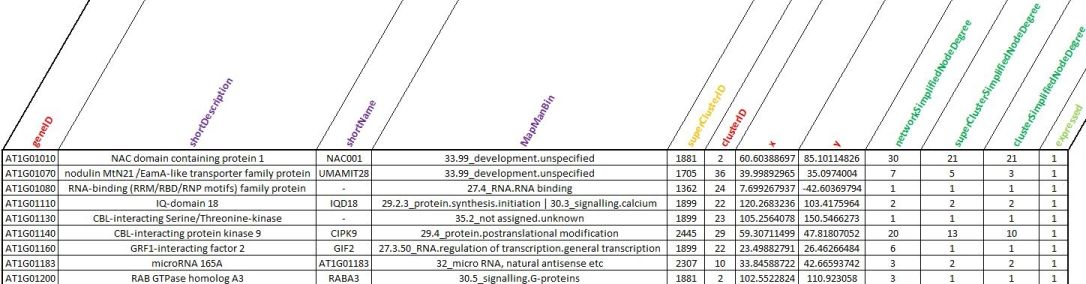 geneID shortDescription shortName MapManBin superClusterID clusterID x y networkSimplifiedNodeDegree superClusterSimplifiedNodeDegree clusterSimplifiedNodeDegree expressed
AT1G01010 NAC domain containing protein 1 NAC001 33.99_development.unspecified 1881 2 60.60388697 85.10114826 30 21 21 1
AT1G01070 nodulin MtN21 /EamA-like transporter family protein UMAMIT28 33.99_development.unspecified 1705 36 39.99892965 35.0974004 7 5 3 1
AT1G01080 RNA-binding (RRM/RBD/RNP motifs) family protein - 27.4_RNA.RNA binding 1362 24 7.699267937 -42.60369794 1 1 1 1
AT1G01110 IQ-domain 18 IQD18 29.2.3_protein.synthesis.initiation | 30.3_signalling.calcium 1899 22 120.2683236 103.4175964 2 2 2 1
AT1G01130 CBL-interacting Serine/Threonine-kinase - 35.2_not assigned.unknown 1899 23 105.2564078 150.5466273 1 1 1 1
AT1G01140 CBL-interacting protein kinase 9 CIPK9 29.4_protein.postranslational modification 2445 29 59.30711499 47.81807052 20 13 10 1
AT1G01160 GRF1-interacting factor 2 GIF2 27.3.50_RNA.regulation of transcription.general transcription 1899 22 23.49882791 26.46266484 6 1 1 1
AT1G01183 microRNA 165A AT1G01183 32_micro RNA, natural antisense etc 2307 10 33.84588722 42.66593742 3 2 2 1
AT1G01200 RAB GTPase homolog A3 RABA3 30.5_signalling.G-proteins 1881 2 102.5522824 110.923058 3 1 1 1